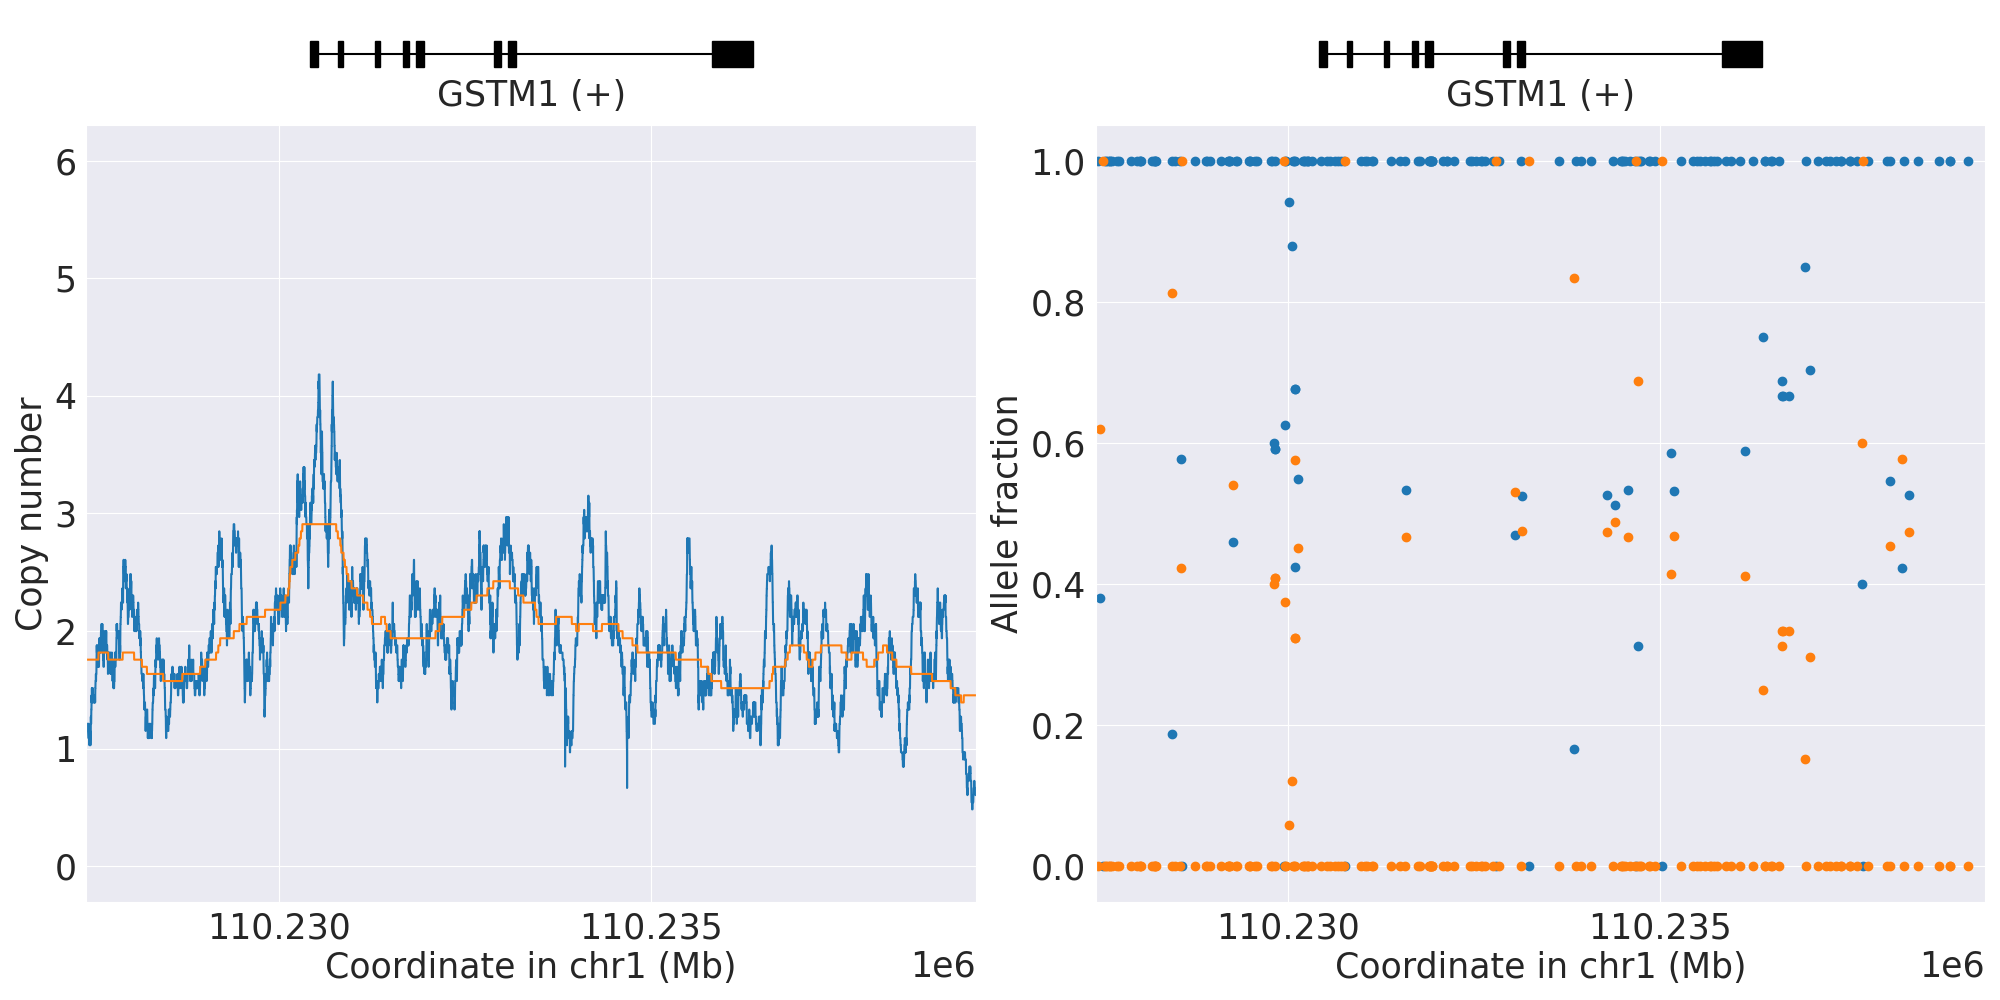 GSTM1 (+)
6
5
4
3
2
1
0
Copy number
110.230 110.235
Coordinate in chr1 (Mb) 1e6
GSTM1 (+)
1.0
0.8
0.6
0.4
0.2
0.0
Allele fraction
110.230 110.235
Coordinate in chr1 (Mb) 1e6